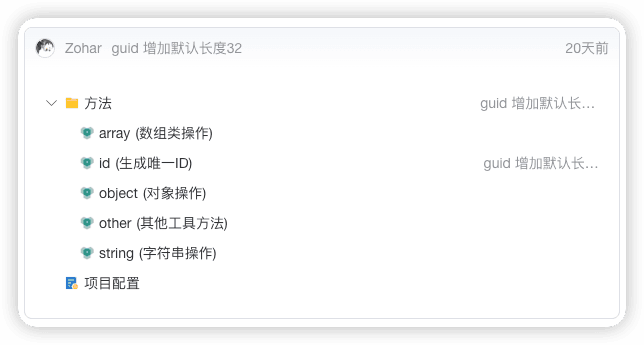 Zohar guid 增加默认长度32 20天前
方法 guid 增加默认长…
array (数组类操作)
id (生成唯一ID) guid 增加默认长…
object (对象操作)
other (其他工具方法)
string (字符串操作)
项目配置